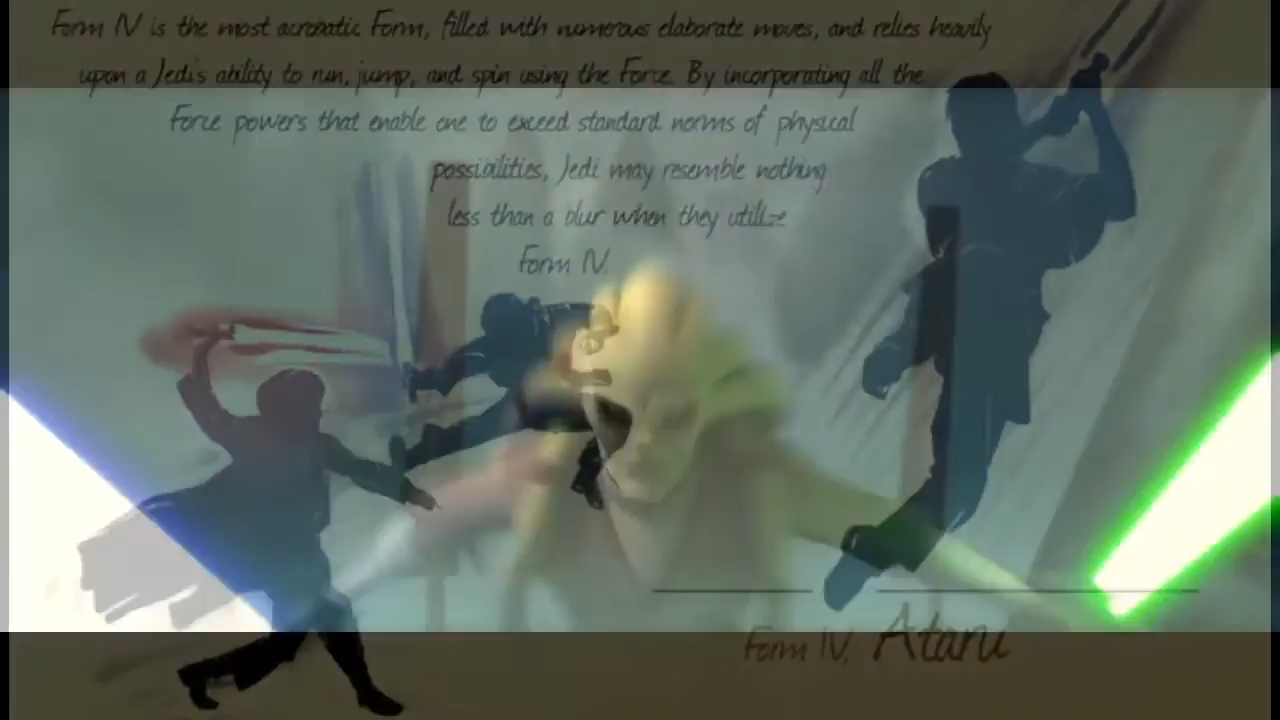 Form IV is the most acrobatic Form, filled with numerous elaborate moves, and relies heavily
upon a Jedi's ability to run, jump, and spin using the Force. By incorporating all the
Force powers that enable one to exceed standard norms of physical
possibilities, Jedi may resemble nothing
less than a blur when they utilize
Form IV.
Form IV, Ataru